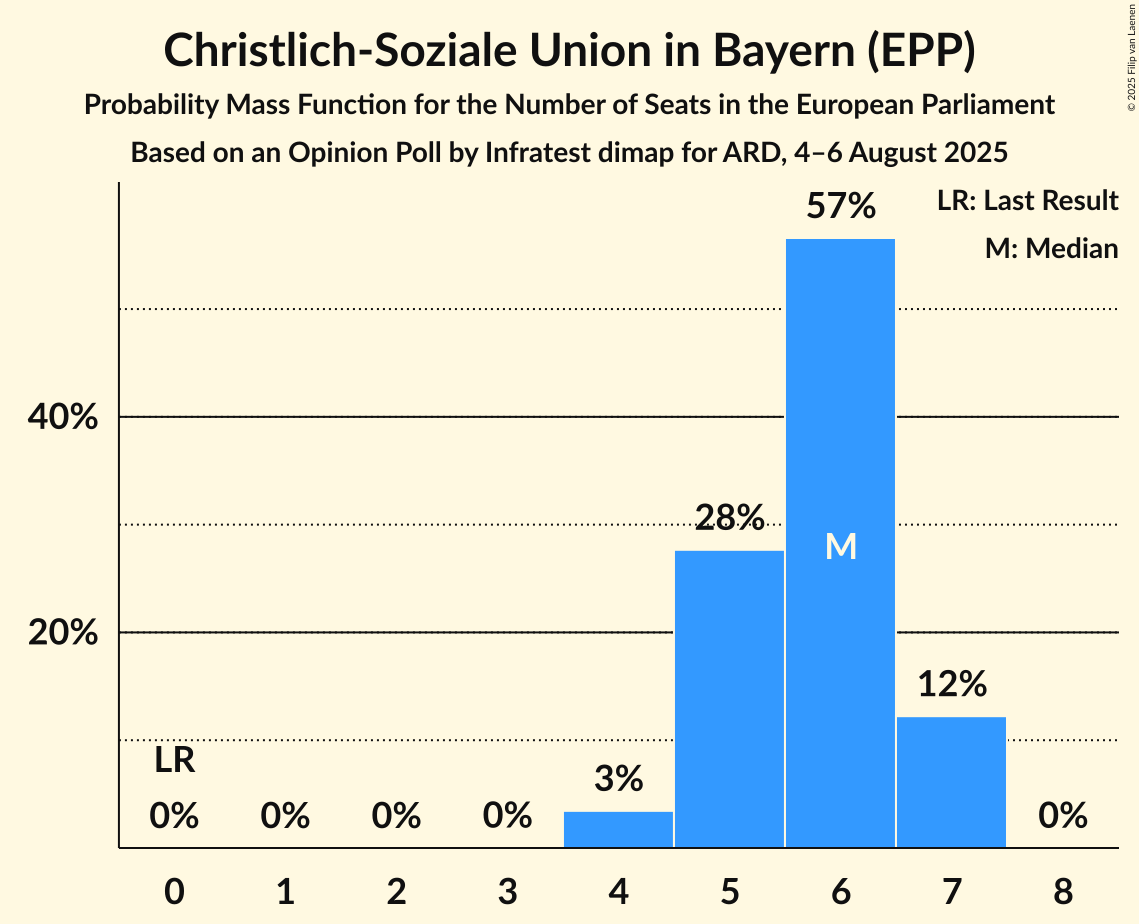 Christlich-Soziale Union in Bayern (EPP)
Probability Mass Function for the Number of Seats in the European Parliament
Based on an Opinion Poll by Infratest dimap for ARD, 4–6 August 2025
© 2025 Filip van Laenen
LR: Last Result
M: Median
57%
40%
28%
M
20%
12%
LR
3%
0% 0% 0% 0% 0%
0 1 2 3 4 5 6 7 8